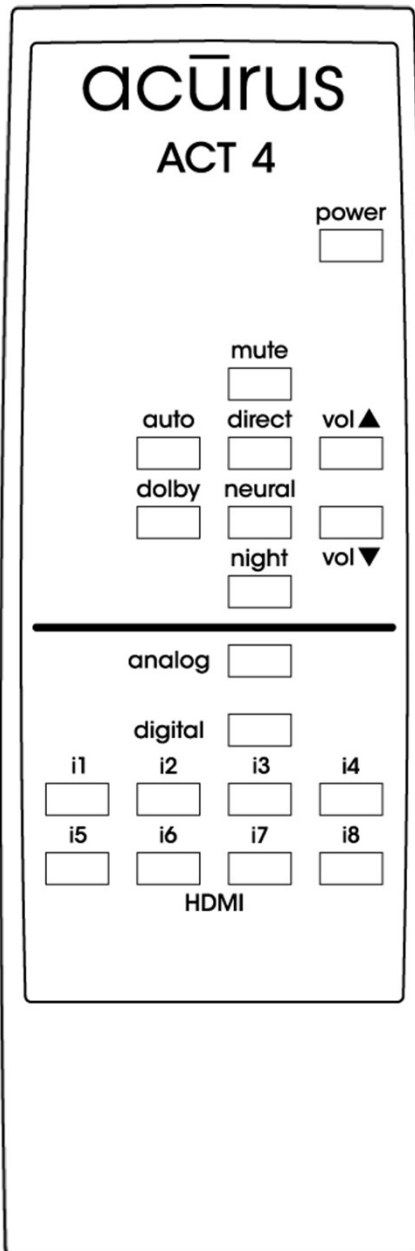 acūrus
ACT 4
power
mute
auto direct vol ▲
dolby neural
night vol ▼
analog
digital
i1 i2 i3 i4
i5 i6 i7 i8
HDMI